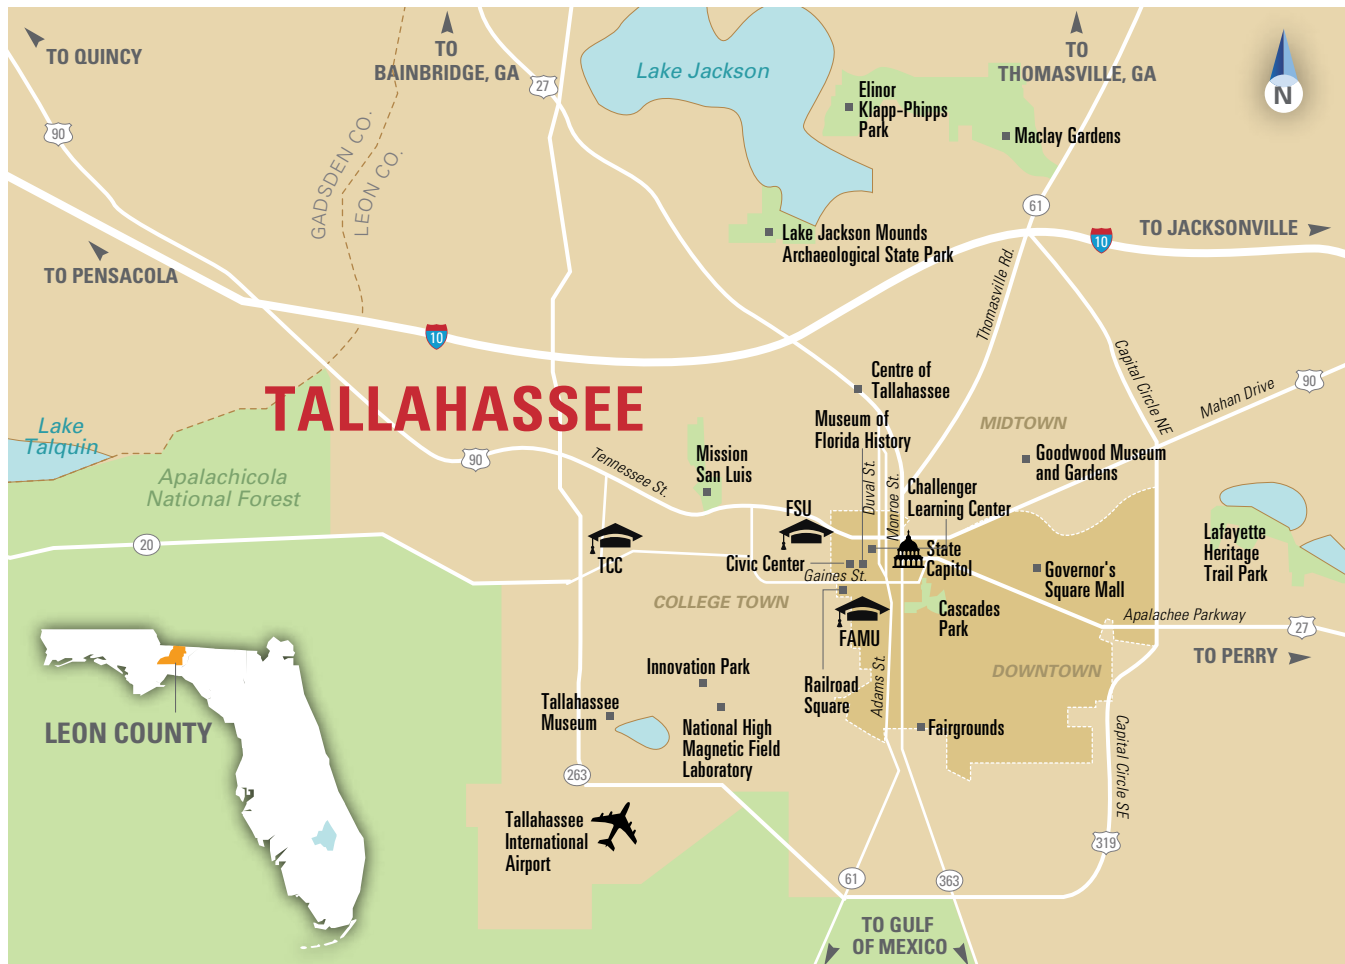 TO QUINCY
TO
BAINBRIDGE, GA
27
Lake Jackson
TO
THOMASVILLE, GA
N
90
Elinor
Klapp-Phipps
Park
Maclay Gardens
GADSDEN CO.
LEON CO.
61
TO JACKSONVILLE
10
Lake Jackson Mounds
Archaeological State Park
TO PENSACOLA
10
Thomasville Rd.
Capital Circle NE
Centre of
Tallahassee
90
Mahan Drive
TALLAHASSEE
Museum of
Florida History
MIDTOWN
Lake
Talquin
90
Tennessee St.
Mission
San Luis
Duval St.
Monroe St.
Goodwood Museum
and Gardens
Apalachicola
National Forest
Challenger
Learning Center
FSU
20
TCC
Civic Center
Gaines St.
State
Capitol
Governor's
Square Mall
Lafayette
Heritage
Trail Park
COLLEGE TOWN
FAMU
Cascades
Park
Apalachee Parkway
27
TO PERRY
Innovation Park
Railroad
Square
Adams St.
DOWNTOWN
LEON COUNTY
Tallahassee
Museum
National High
Magnetic Field
Laboratory
Fairgrounds
Capital Circle SE
263
Tallahassee
International
Airport
319
61
363
TO GULF
OF MEXICO